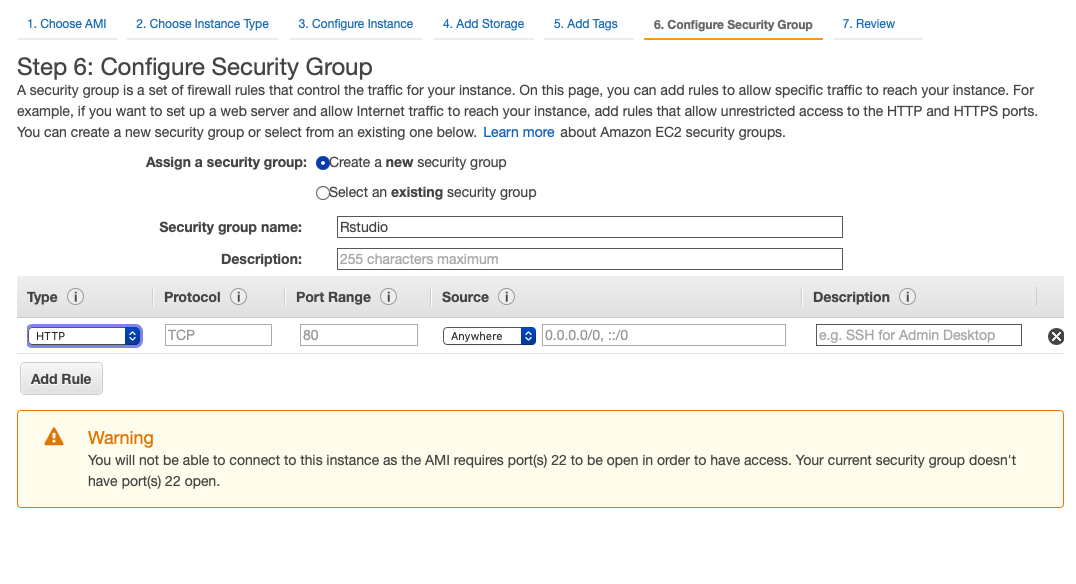 1. Choose AMI 2. Choose Instance Type 3. Configure Instance 4. Add Storage 5. Add Tags 6. Configure Security Group 7. Review
Step 6: Configure Security Group
A security group is a set of firewall rules that control the traffic for your instance. On this page, you can add rules to allow specific traffic to reach your instance. For
example, if you want to set up a web server and allow Internet traffic to reach your instance, add rules that allow unrestricted access to the HTTP and HTTPS ports.
You can create a new security group or select from an existing one below. Learn more about Amazon EC2 security groups.
Assign a security group: Create a new security group
Select an existing security group
Security group name: Rstudio
Description: 255 characters maximum
Type i Protocol i Port Range i Source i Description i
HTTP TCP 80 Anywhere 0.0.0.0/0, ::/0 e.g. SSH for Admin Desktop
Add Rule
Warning
You will not be able to connect to this instance as the AMI requires port(s) 22 to be open in order to have access. Your current security group doesn't
have port(s) 22 open.